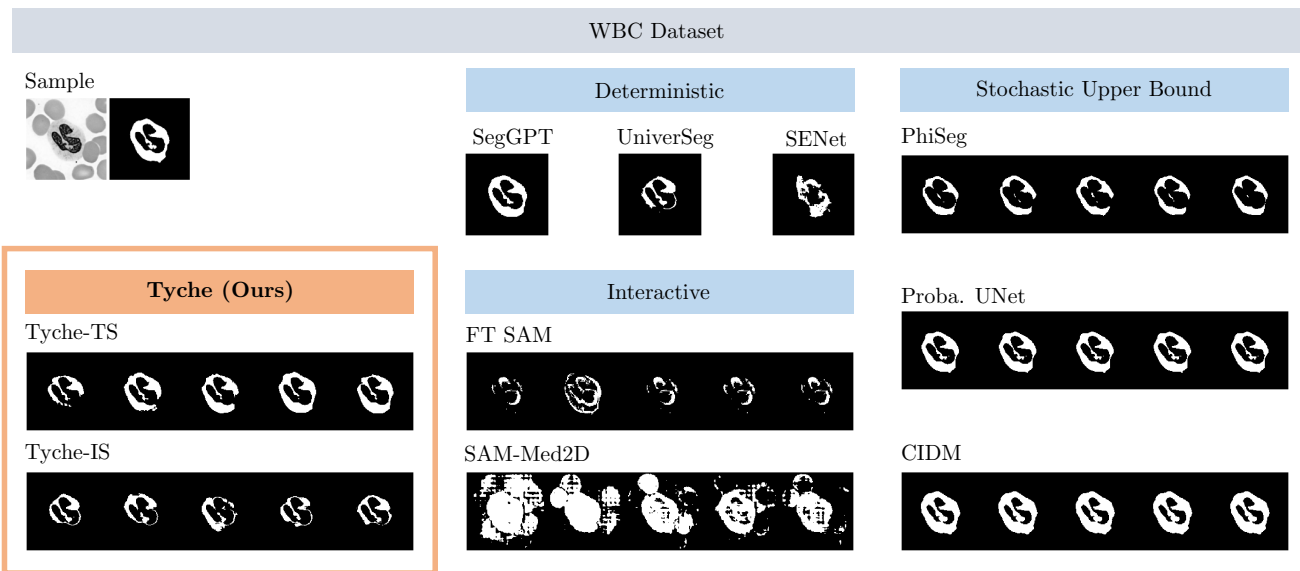 WBC Dataset
Sample
Deterministic
Stochastic Upper Bound
SegGPT
UniverSeg
SENet
PhiSeg
Tyche (Ours)
Interactive
Proba. UNet
Tyche-TS
FT SAM
Tyche-IS
SAM-Med2D
CIDM